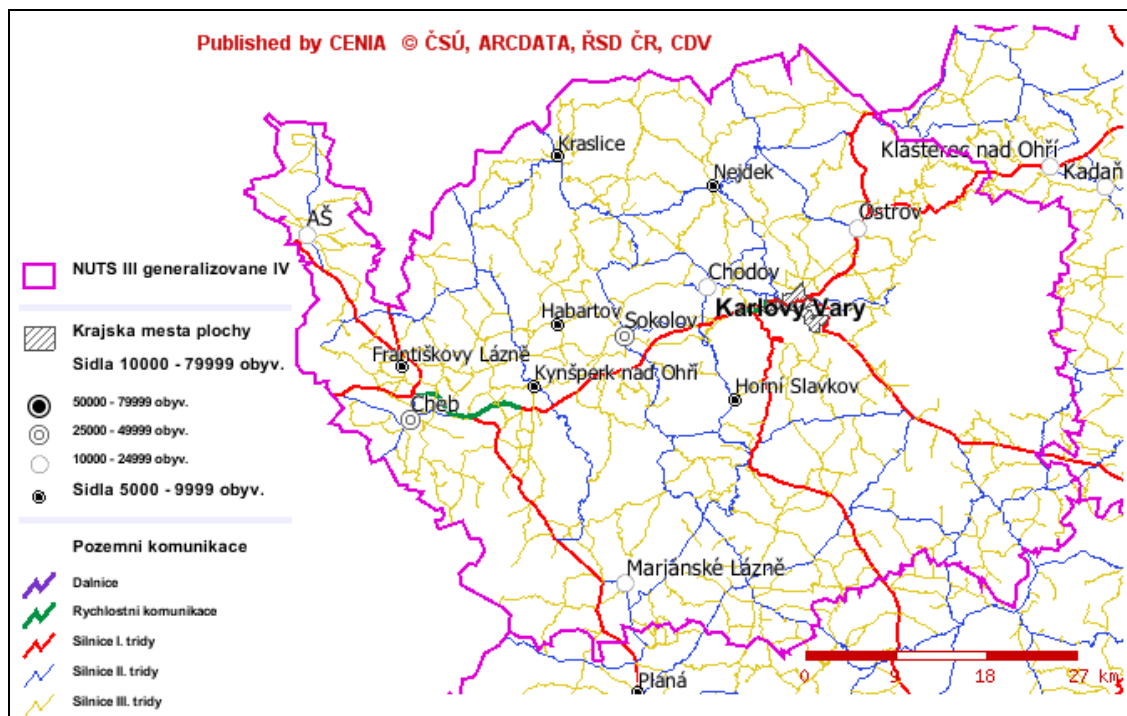 Published by CENIA © ČSÚ, ARCDATA, ŘSD ČR, CDV
Kraslice
Klášterec nad Ohří
Kadaň
Nejdek
AŠ
Ostrov
NUTS III generalizovane IV
Chodov
Karlovy Vary
Habartov
Sokolov
Krajska mesta plochy
Sidla 10000 - 79999 obyv.
Františkovy Lázně
Kynšperk nad Ohří
Horní Slavkov
Cheb
50000 - 79999 obyv.
25000 - 49999 obyv.
10000 - 24999 obyv.
Sidla 5000 - 9999 obyv.
Pozemni komunikace
Mariánské Lázně
Dalnice
Rychlostni komunikace
Silnice I. tridy
Silnice II. tridy
Silnice III. tridy
Planá
0 9 18 27 km